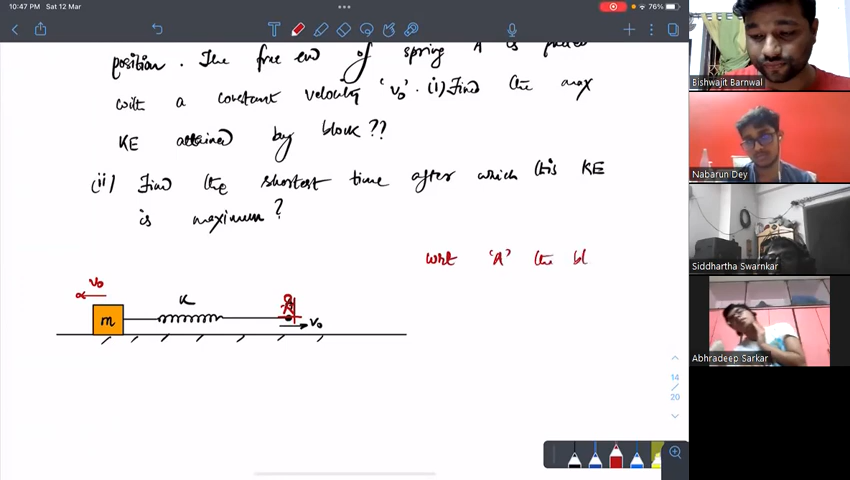 10:47 PM Sat 12 Mar
76%
position. The free end of spring A is pulled
with a constant velocity 'v₀'. (i) Find the max
KE attained by block??
(ii) Find the shortest time after which this KE
is maximum?
wrt 'A' the bl
v₀
K
m
v₀
14
20
Bishwajit Barnwal
Nabarun Dey
Siddhartha Swarnkar
Abhradeep Sarkar